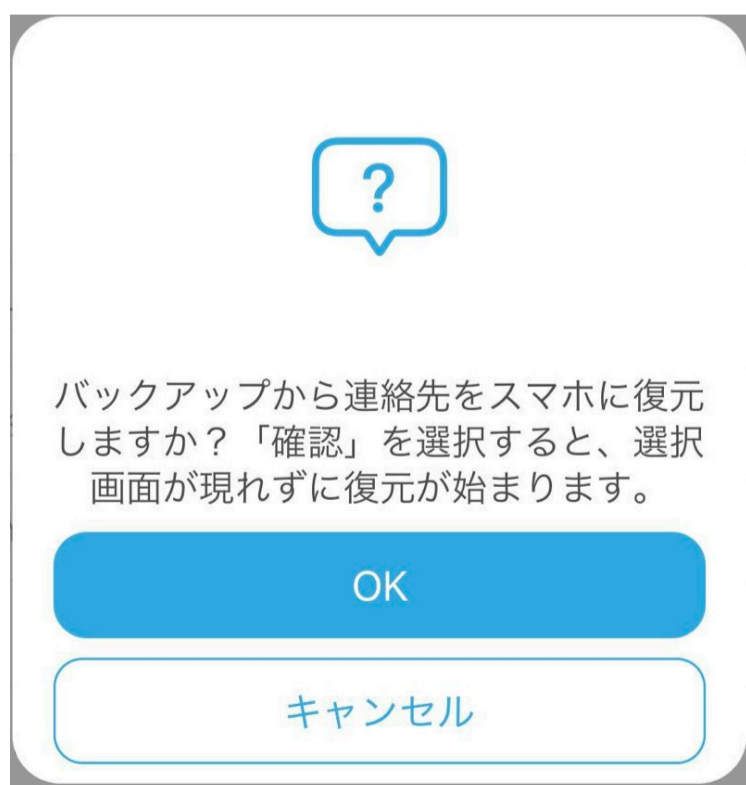 ?
バックアップから連絡先をスマホに復元
しますか？「確認」を選択すると、選択
画面が現れずに復元が始まります。
OK
キャンセル